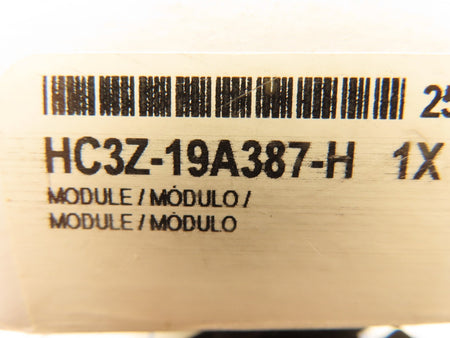 25
HC3Z-19A387-H 1X
MODULE / MÓDULO /
MODULE / MÓDULO